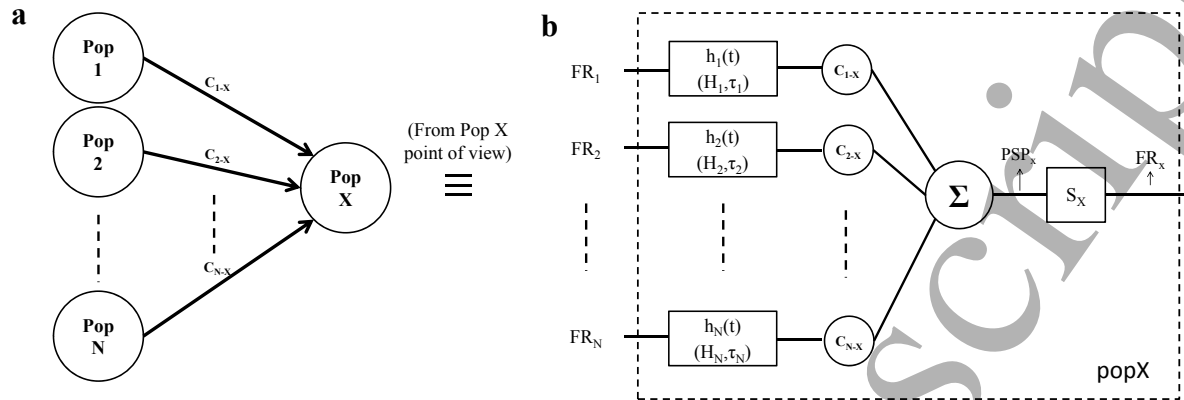 a
Pop
1
C1-X
Pop
2
C2-X
Pop
N
CN-X
Pop
X
(From Pop X
point of view)
≡
b
FR1
h1(t)
(H1,τ1)
C1-X
FR2
h2(t)
(H2,τ2)
C2-X
FRN
hN(t)
(HN,τN)
CN-X
Σ
PSPx
SX
FRx
popX
scrip